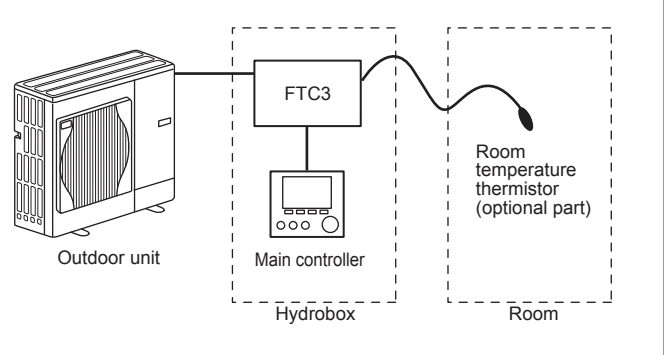 FTC3
Room
temperature
thermistor
(optional part)
Outdoor unit
Main controller
Hydrobox
Room